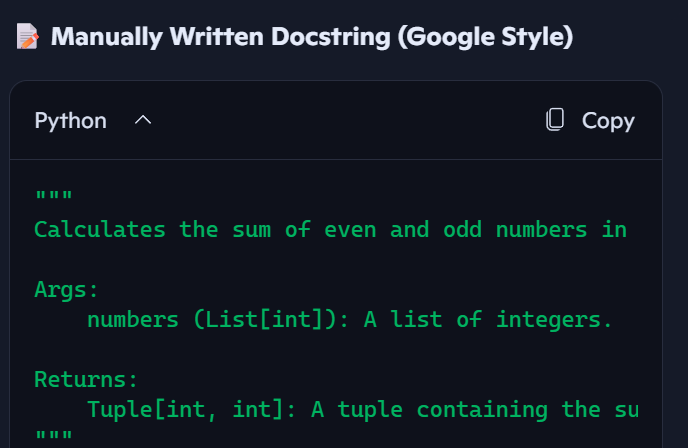 Manually Written Docstring (Google Style)
Python
Copy
"""
Calculates the sum of even and odd numbers in
Args:
numbers (List[int]): A list of integers.
Returns:
Tuple[int, int]: A tuple containing the su
"""